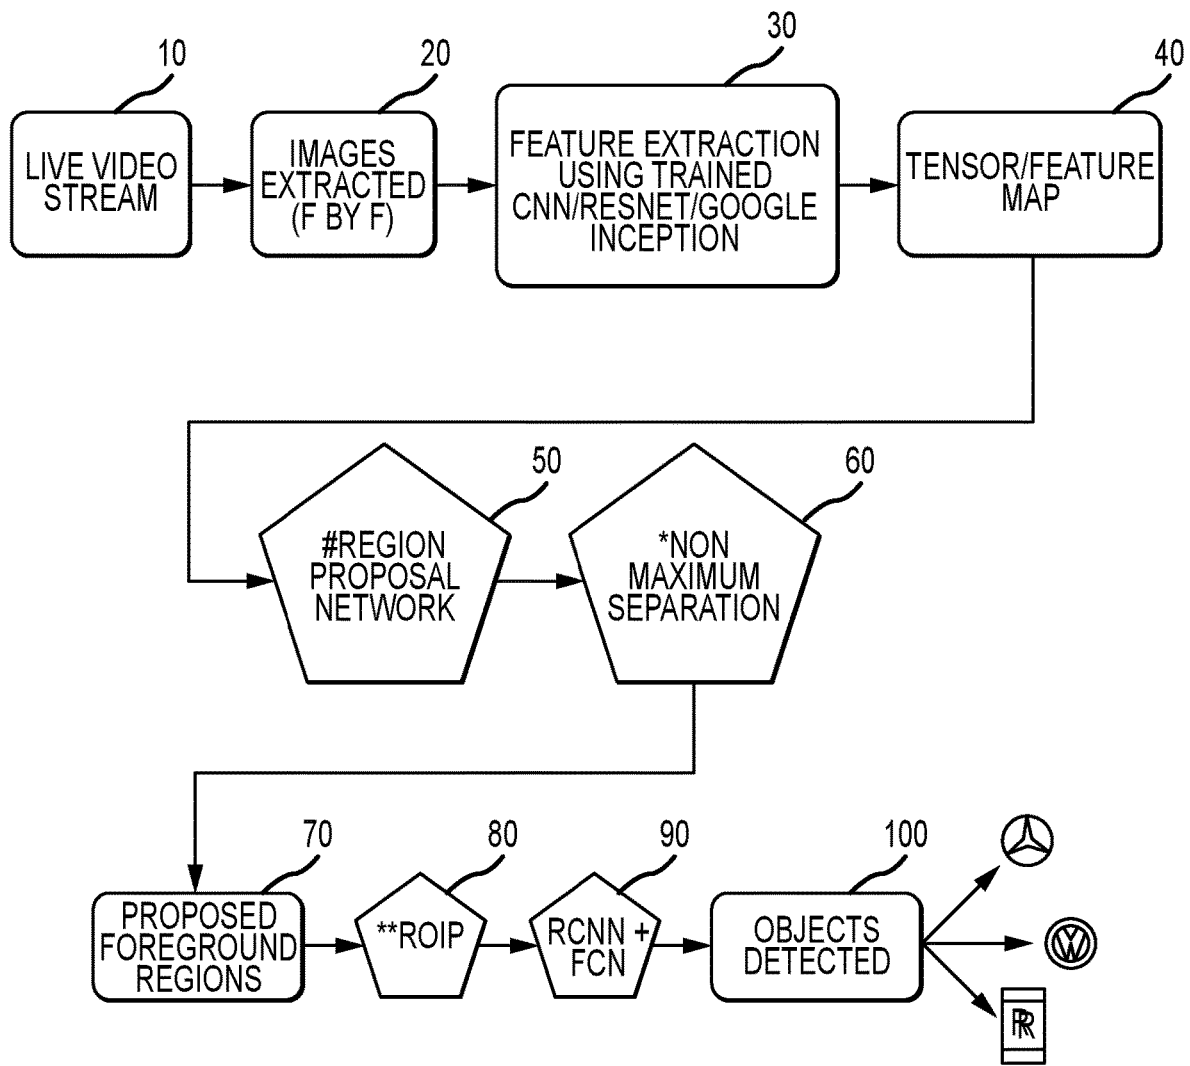 10
20
30
40
LIVE VIDEO
STREAM
IMAGES
EXTRACTED
(F BY F)
FEATURE EXTRACTION
USING TRAINED
CNN/RESNET/GOOGLE
INCEPTION
TENSOR/FEATURE
MAP
50
60
#REGION
PROPOSAL
NETWORK
*NON
MAXIMUM
SEPARATION
70
80
90
100
PROPOSED
FOREGROUND
REGIONS
**ROIP
RCNN +
FCN
OBJECTS
DETECTED
VW
RR